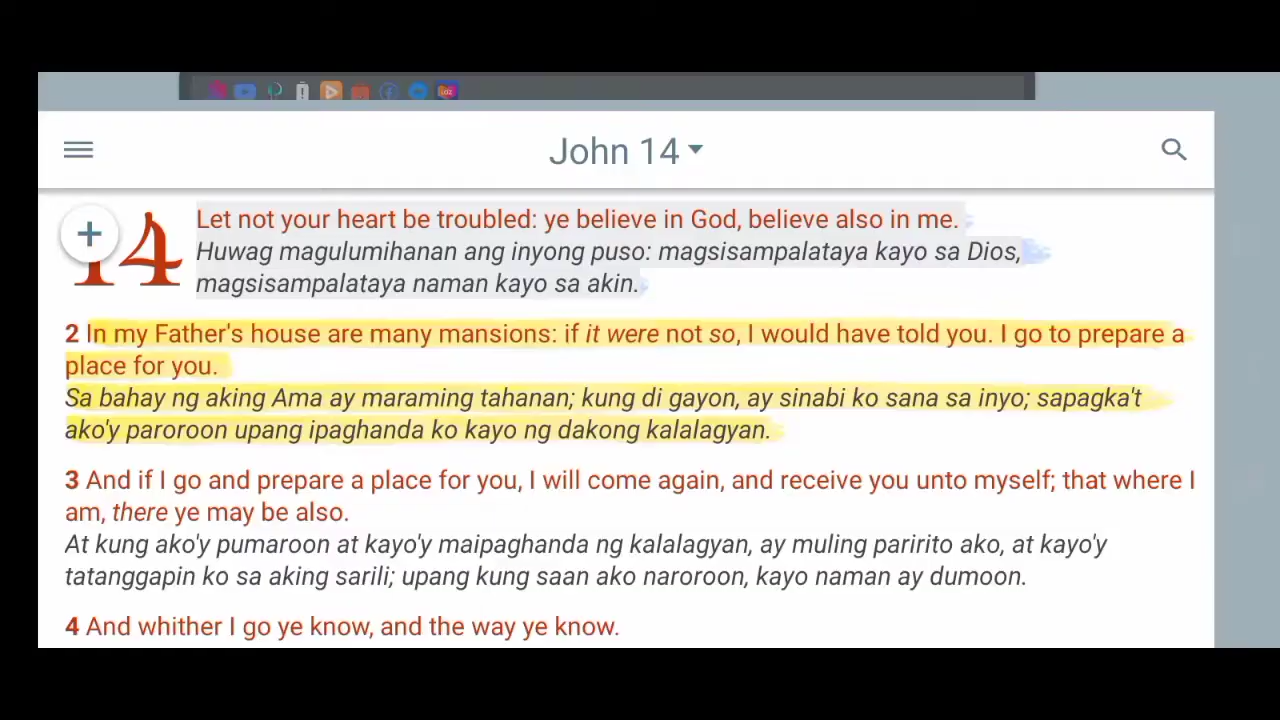 John 14
14 Let not your heart be troubled: ye believe in God, believe also in me.
Huwag magulumihanan ang inyong puso: magsisampalataya kayo sa Dios,
magsisampalataya naman kayo sa akin.
2 In my Father's house are many mansions: if it were not so, I would have told you. I go to prepare a
place for you.
Sa bahay ng aking Ama ay maraming tahanan; kung di gayon, ay sinabi ko sana sa inyo; sapagka't
ako'y paroroon upang ipaghanda ko kayo ng dakong kalalagyan.
3 And if I go and prepare a place for you, I will come again, and receive you unto myself; that where I
am, there ye may be also.
At kung ako'y pumaroon at kayo'y maipaghanda ng kalalagyan, ay muling paririto ako, at kayo'y
tatanggapin ko sa aking sarili; upang kung saan ako naroroon, kayo naman ay dumoon.
4 And whither I go ye know, and the way ye know.